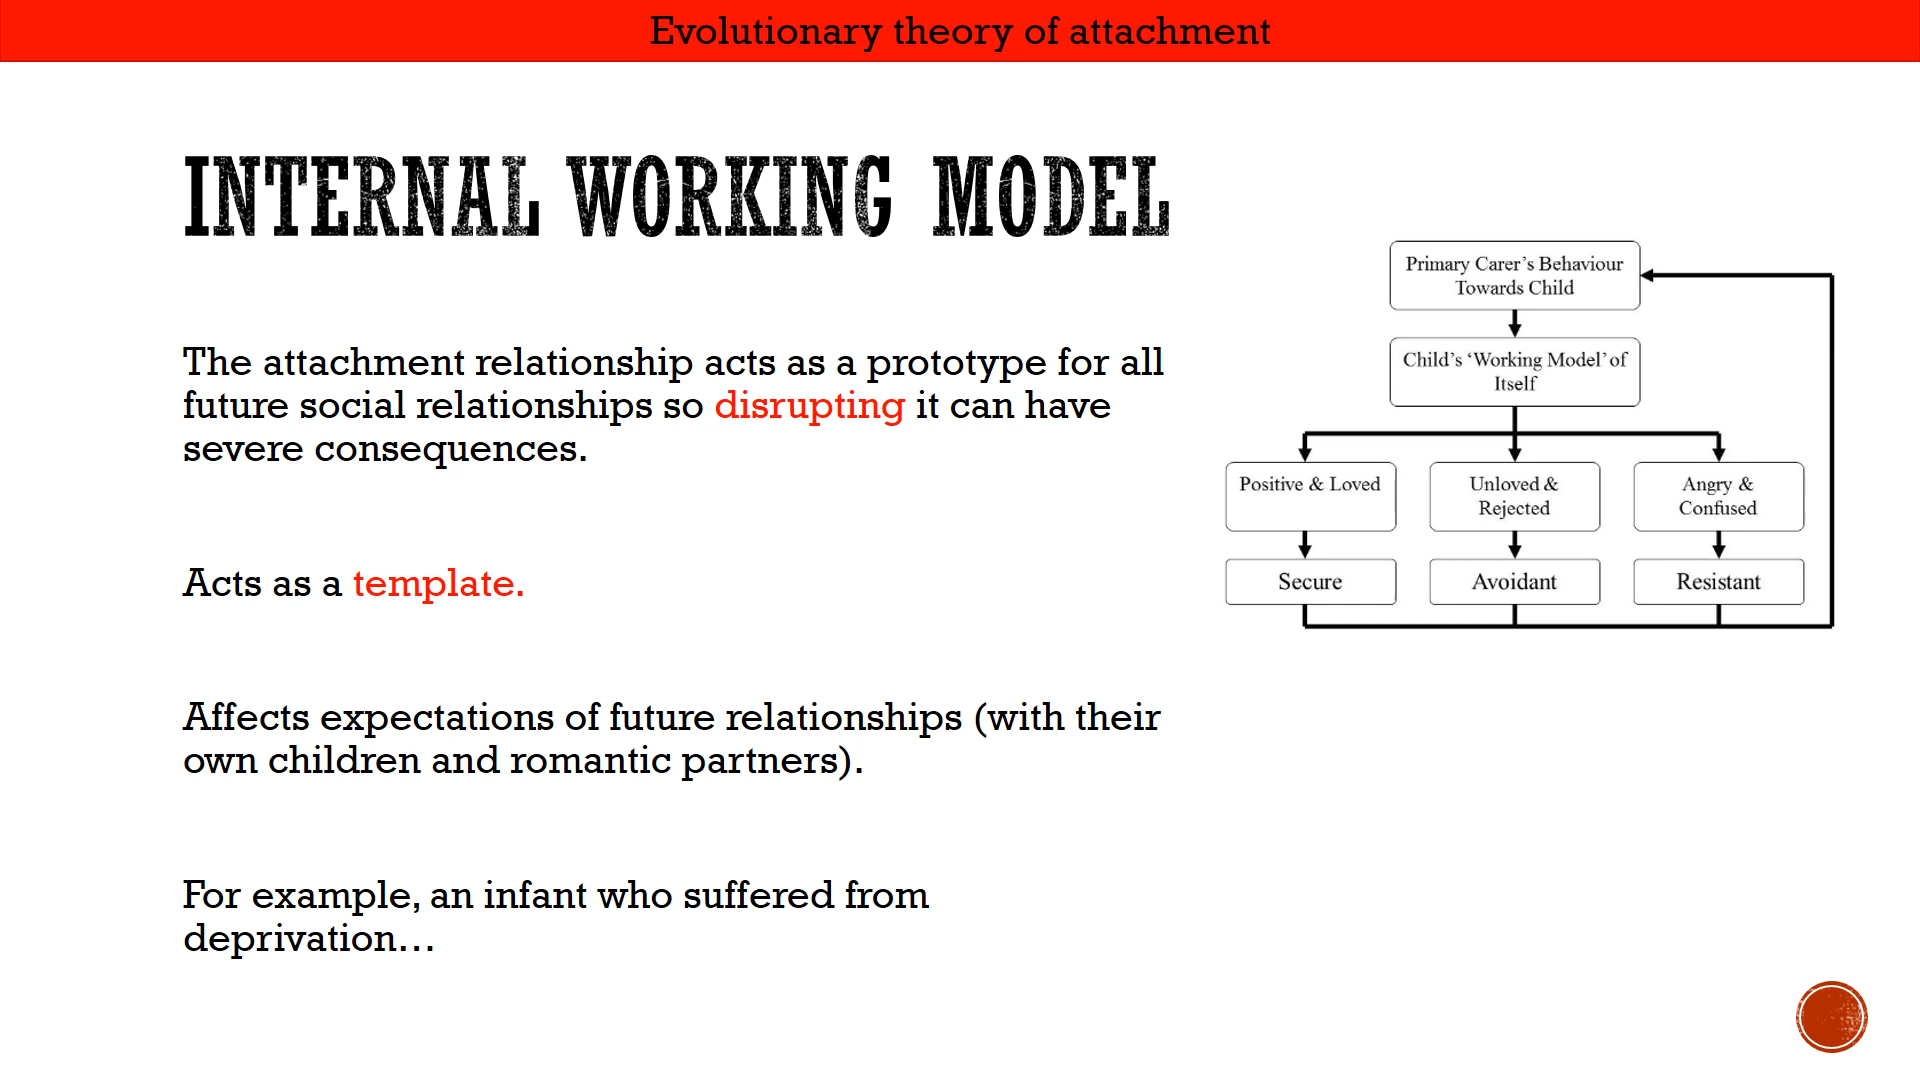 Evolutionary theory of attachment
INTERNAL WORKING MODEL
The attachment relationship acts as a prototype for all
future social relationships so disrupting it can have
severe consequences.
Acts as a template.
Affects expectations of future relationships (with their
own children and romantic partners).
For example, an infant who suffered from
deprivation…
Primary Carer’s Behaviour
Towards Child
Child’s ‘Working Model’ of
Itself
Positive & Loved
Unloved &
Rejected
Angry &
Confused
Secure
Avoidant
Resistant